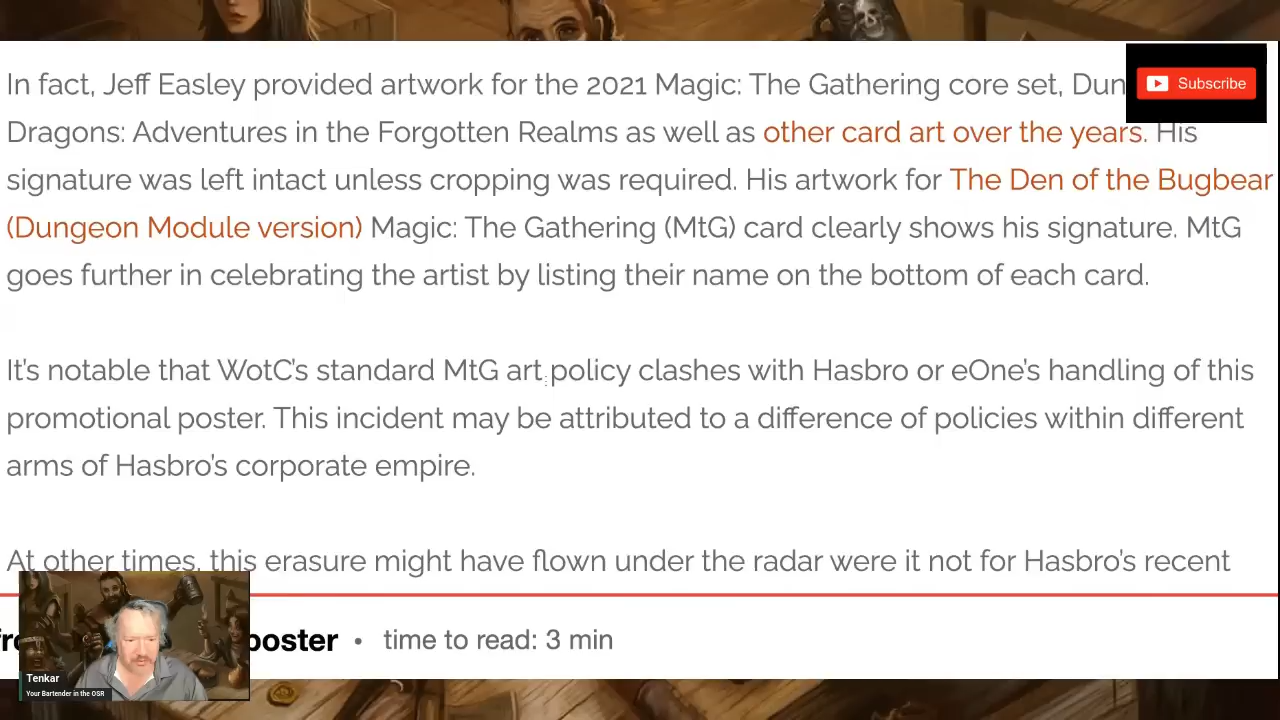 In fact, Jeff Easley provided artwork for the 2021 Magic: The Gathering core set,
Subscribe
Dragons: Adventures in the Forgotten Realms as well as other card art over the years. His
signature was left intact unless cropping was required. His artwork for The Den of the Bugbear
(Dungeon Module version) Magic: The Gathering (MtG) card clearly shows his signature. MtG
goes further in celebrating the artist by listing their name on the bottom of each card.
It's notable that WotC's standard MtG art policy clashes with Hasbro or eOne's handling of this
promotional poster. This incident may be attributed to a difference of policies within different
arms of Hasbro's corporate empire.
At other times, this erasure might have flown under the radar were it not for Hasbro's recent
poster • time to read: 3 min
Tenkar
Your Bartender in the OSR